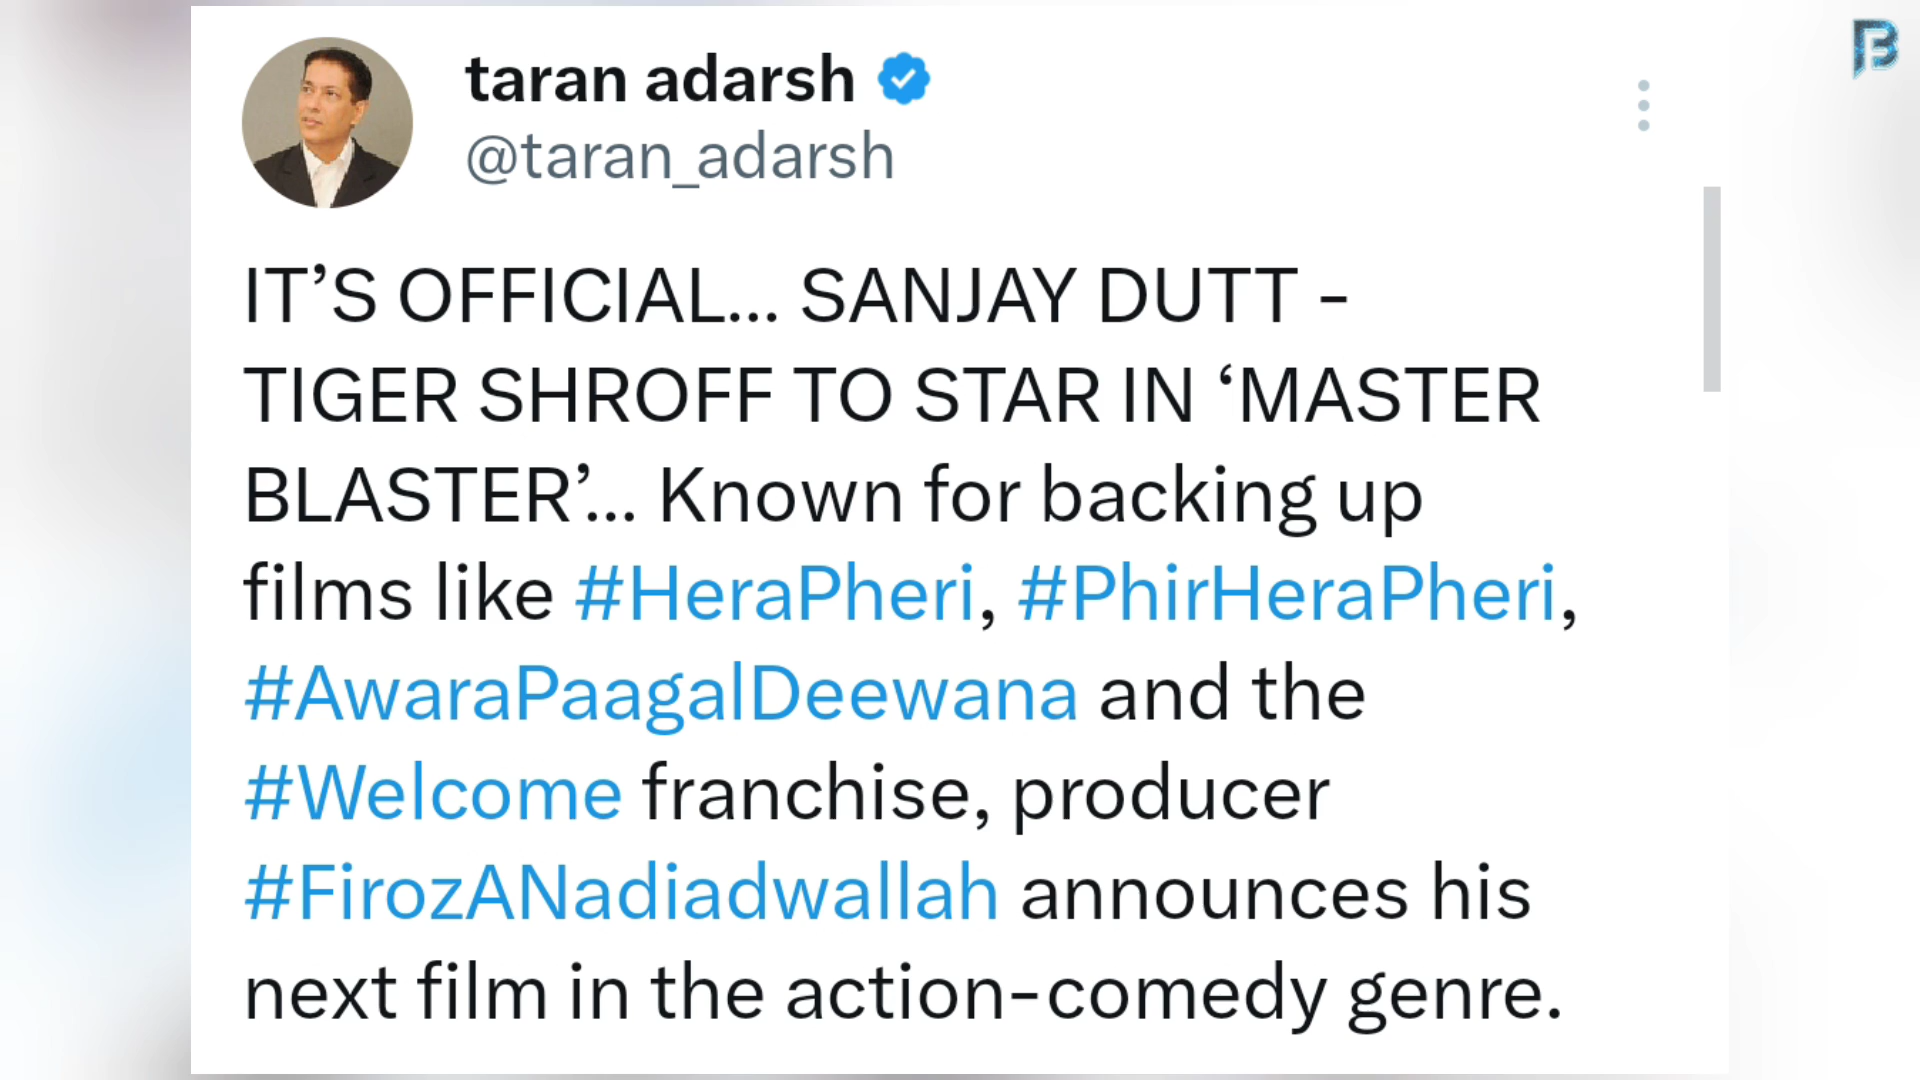 taran adarsh
@taran_adarsh
IT’S OFFICIAL... SANJAY DUTT -
TIGER SHROFF TO STAR IN ‘MASTER
BLASTER’... Known for backing up
films like #HeraPheri, #PhirHeraPheri,
#AwaraPaagalDeewana and the
#Welcome franchise, producer
#FirozANadiadwallah announces his
next film in the action-comedy genre.